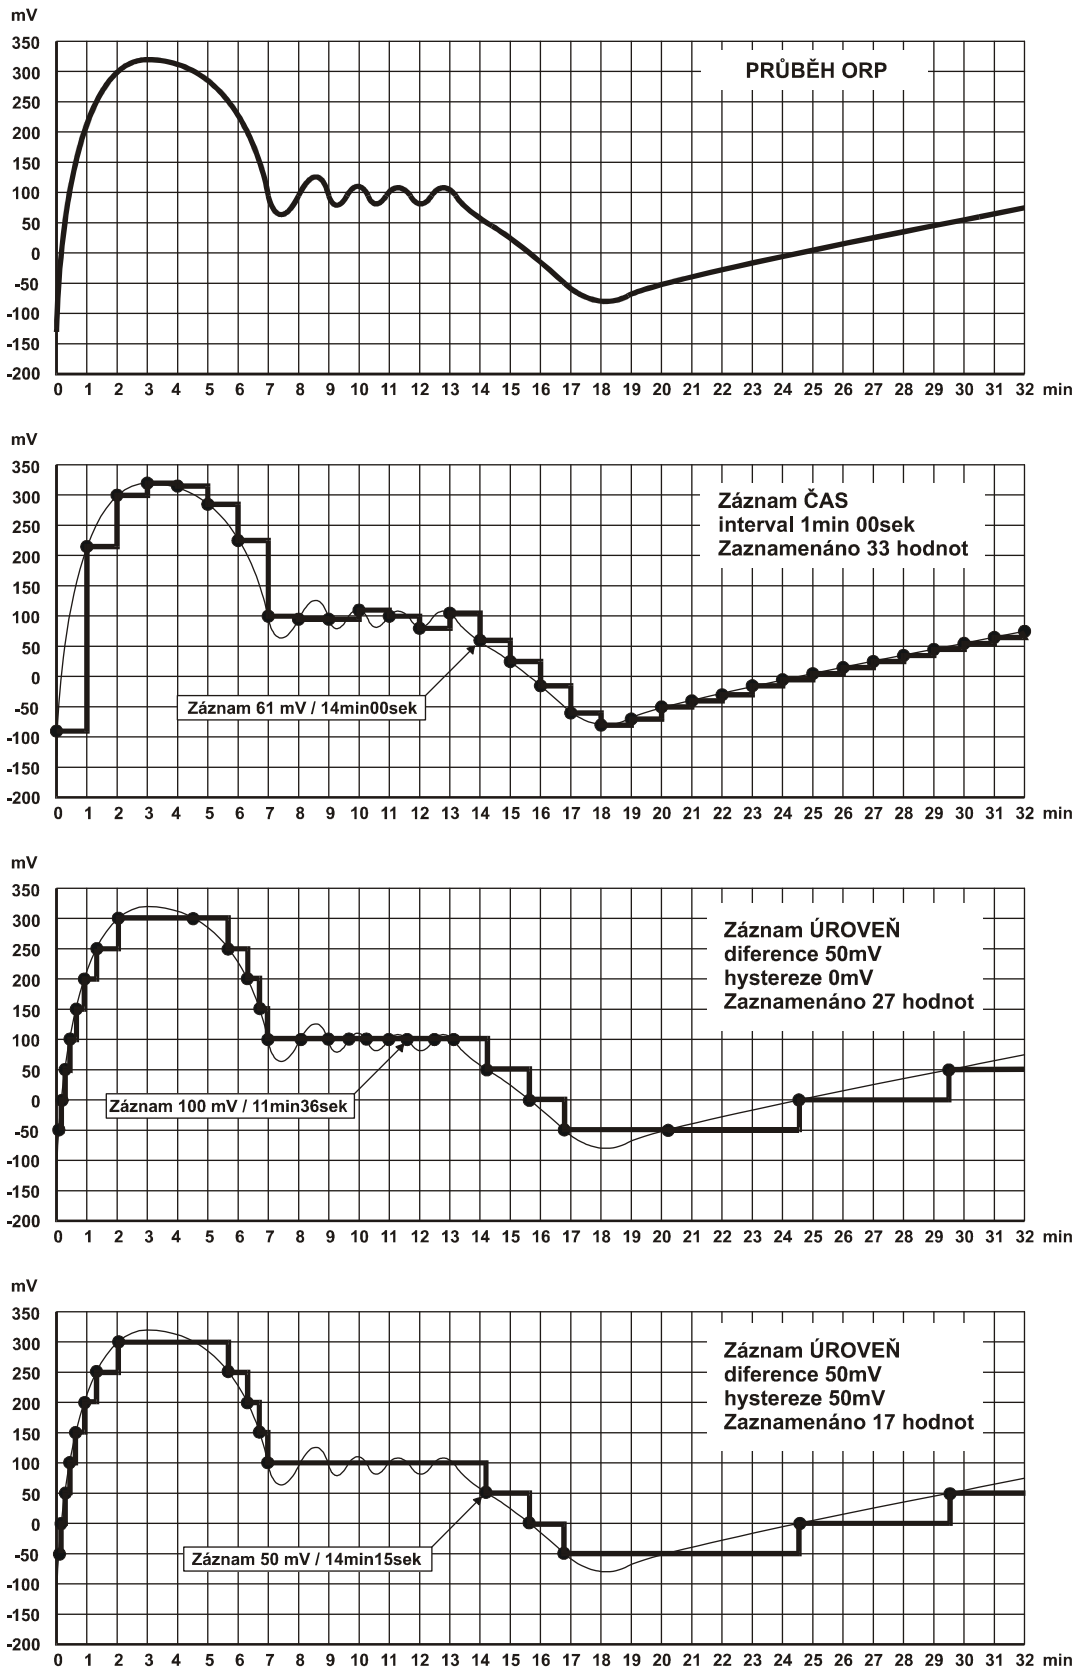 mV
350
300
250
200
150
100
50
0
-50
-100
-150
-200
PRŮBĚH ORP
0 1 2 3 4 5 6 7 8 9 10 11 12 13 14 15 16 17 18 19 20 21 22 23 24 25 26 27 28 29 30 31 32 min
mV
350
300
250
200
150
100
50
0
-50
-100
-150
-200
Záznam ČAS
interval 1min 00sek
Zaznamenáno 33 hodnot
Záznam 61 mV / 14min00sek
0 1 2 3 4 5 6 7 8 9 10 11 12 13 14 15 16 17 18 19 20 21 22 23 24 25 26 27 28 29 30 31 32 min
mV
350
300
250
200
150
100
50
0
-50
-100
-150
-200
Záznam ÚROVEŇ
diference 50mV
hystereze 0mV
Zaznamenáno 27 hodnot
Záznam 100 mV / 11min36sek
0 1 2 3 4 5 6 7 8 9 10 11 12 13 14 15 16 17 18 19 20 21 22 23 24 25 26 27 28 29 30 31 32 min
mV
350
300
250
200
150
100
50
0
-50
-100
-150
-200
Záznam ÚROVEŇ
diference 50mV
hystereze 50mV
Zaznamenáno 17 hodnot
Záznam 50 mV / 14min15sek
0 1 2 3 4 5 6 7 8 9 10 11 12 13 14 15 16 17 18 19 20 21 22 23 24 25 26 27 28 29 30 31 32 min